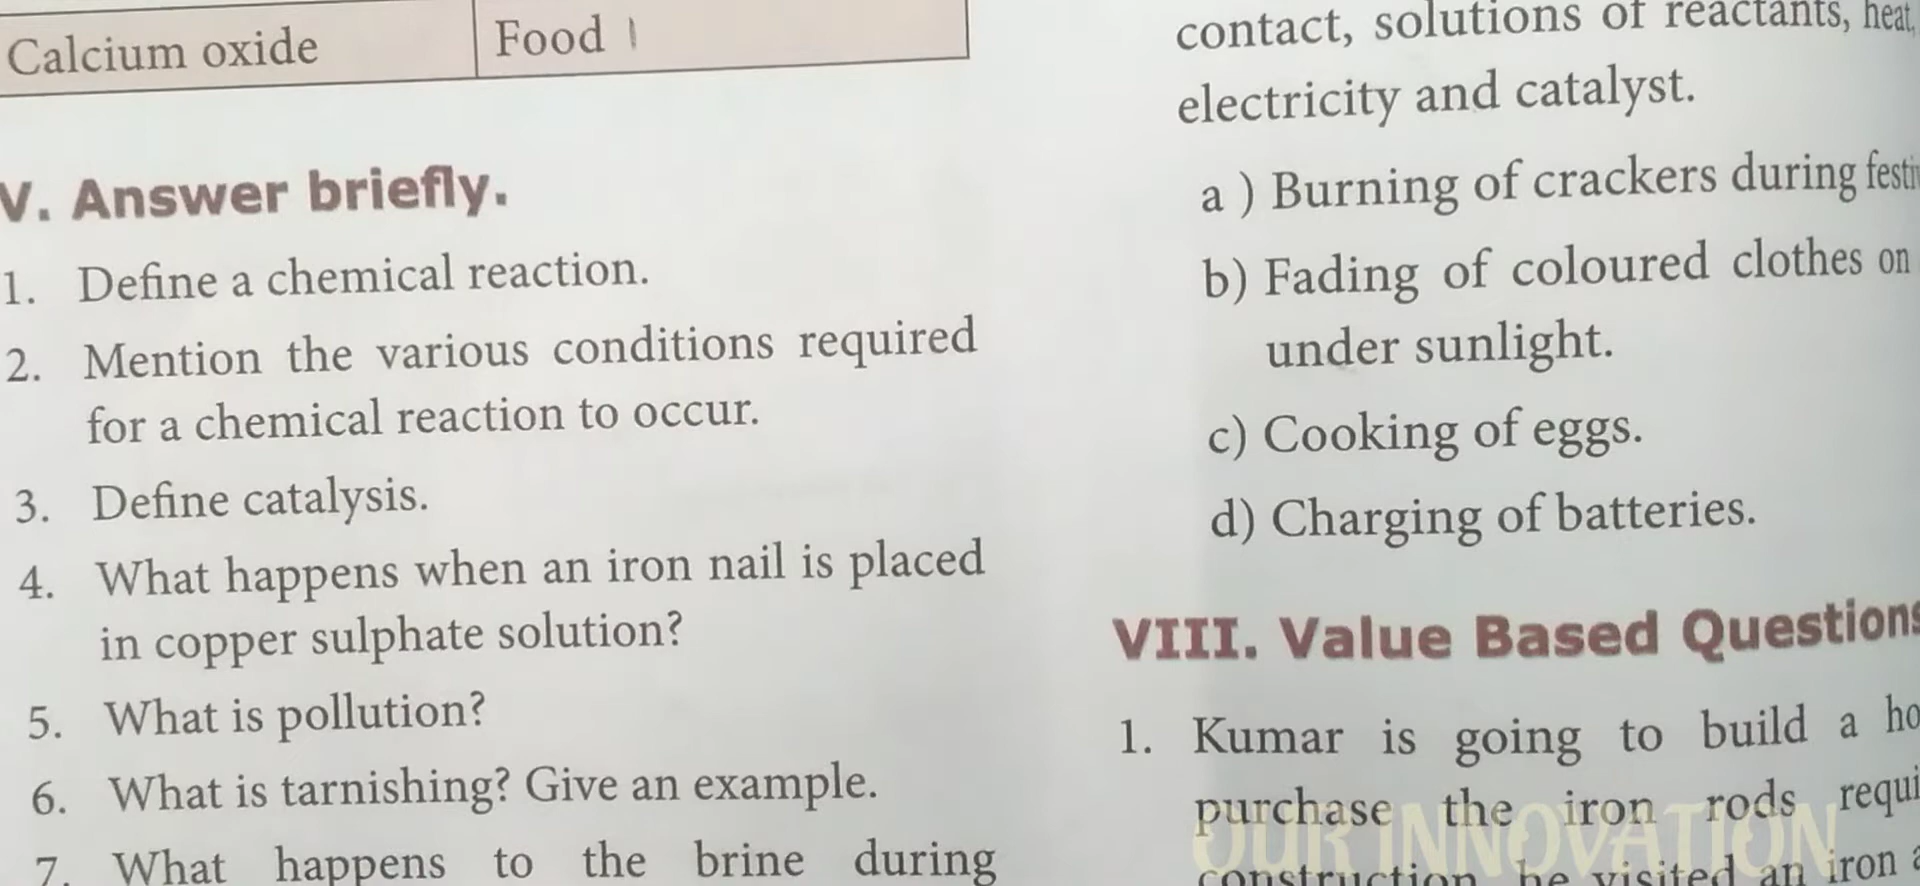 Calcium oxide
Food
V. Answer briefly.
1. Define a chemical reaction.
2. Mention the various conditions required
for a chemical reaction to occur.
3. Define catalysis.
4. What happens when an iron nail is placed
in copper sulphate solution?
5. What is pollution?
6. What is tarnishing? Give an example.
7. What happens to the brine during
contact, solutions of reactants, heat,
electricity and catalyst.
a ) Burning of crackers during
b) Fading of coloured clothes on
under sunlight.
c) Cooking of eggs.
d) Charging of batteries.
VIII. Value Based Questions
1. Kumar is going to build a
purchase the iron rods
construction he visited an iron
OUR INNOVATION